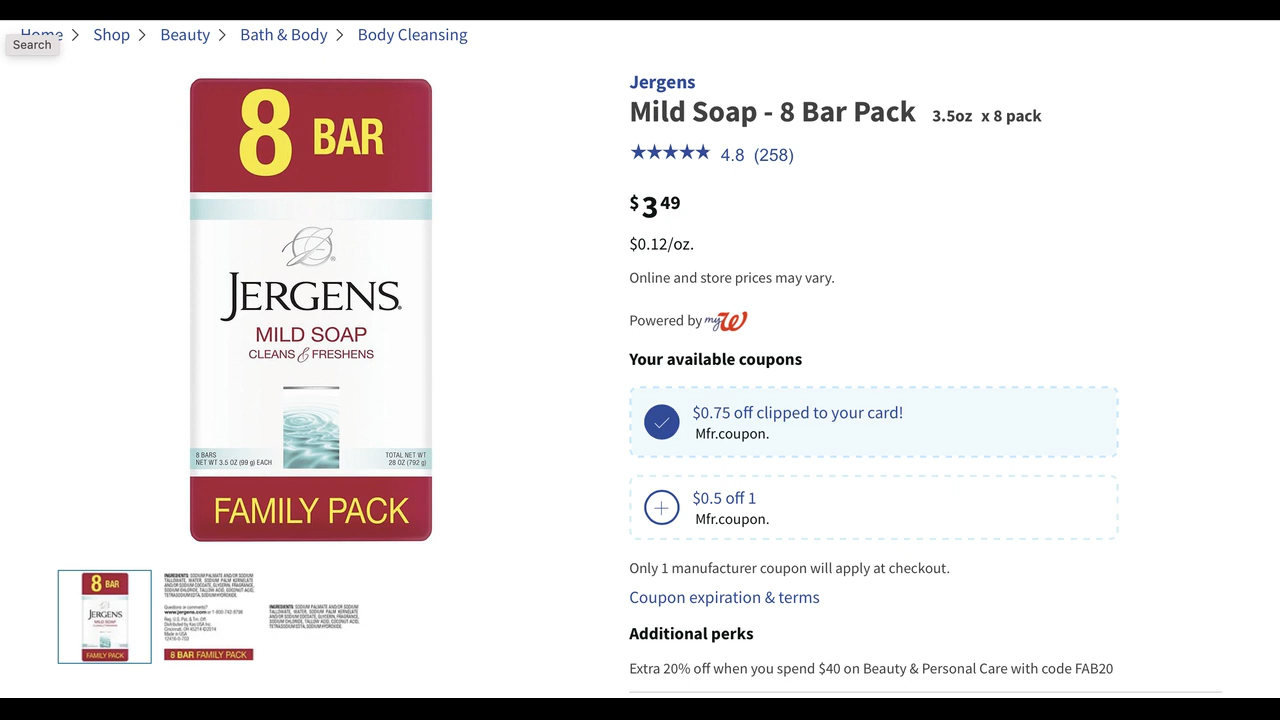 Home > Shop > Beauty > Bath & Body > Body Cleansing
Search
8 BAR
JERGENS®
MILD SOAP
CLEANS & FRESHENS
8 BARS
NET WT 3.5 OZ (99 g) EACH
TOTAL NET WT
28 OZ (792 g)
FAMILY PACK
Jergens
Mild Soap - 8 Bar Pack 3.5oz x 8 pack
★★★★★ 4.8 (258)
$3 49
$0.12/oz.
Online and store prices may vary.
Powered by myW
Your available coupons
$0.75 off clipped to your card!
Mfr.coupon.
$0.5 off 1
Mfr.coupon.
Only 1 manufacturer coupon will apply at checkout.
Coupon expiration & terms
Additional perks
Extra 20% off when you spend $40 on Beauty & Personal Care with code FAB20
8 BAR
JERGENS
MILD SOAP
FAMILY PACK
Questions or comments?
8 BAR FAMILY PACK